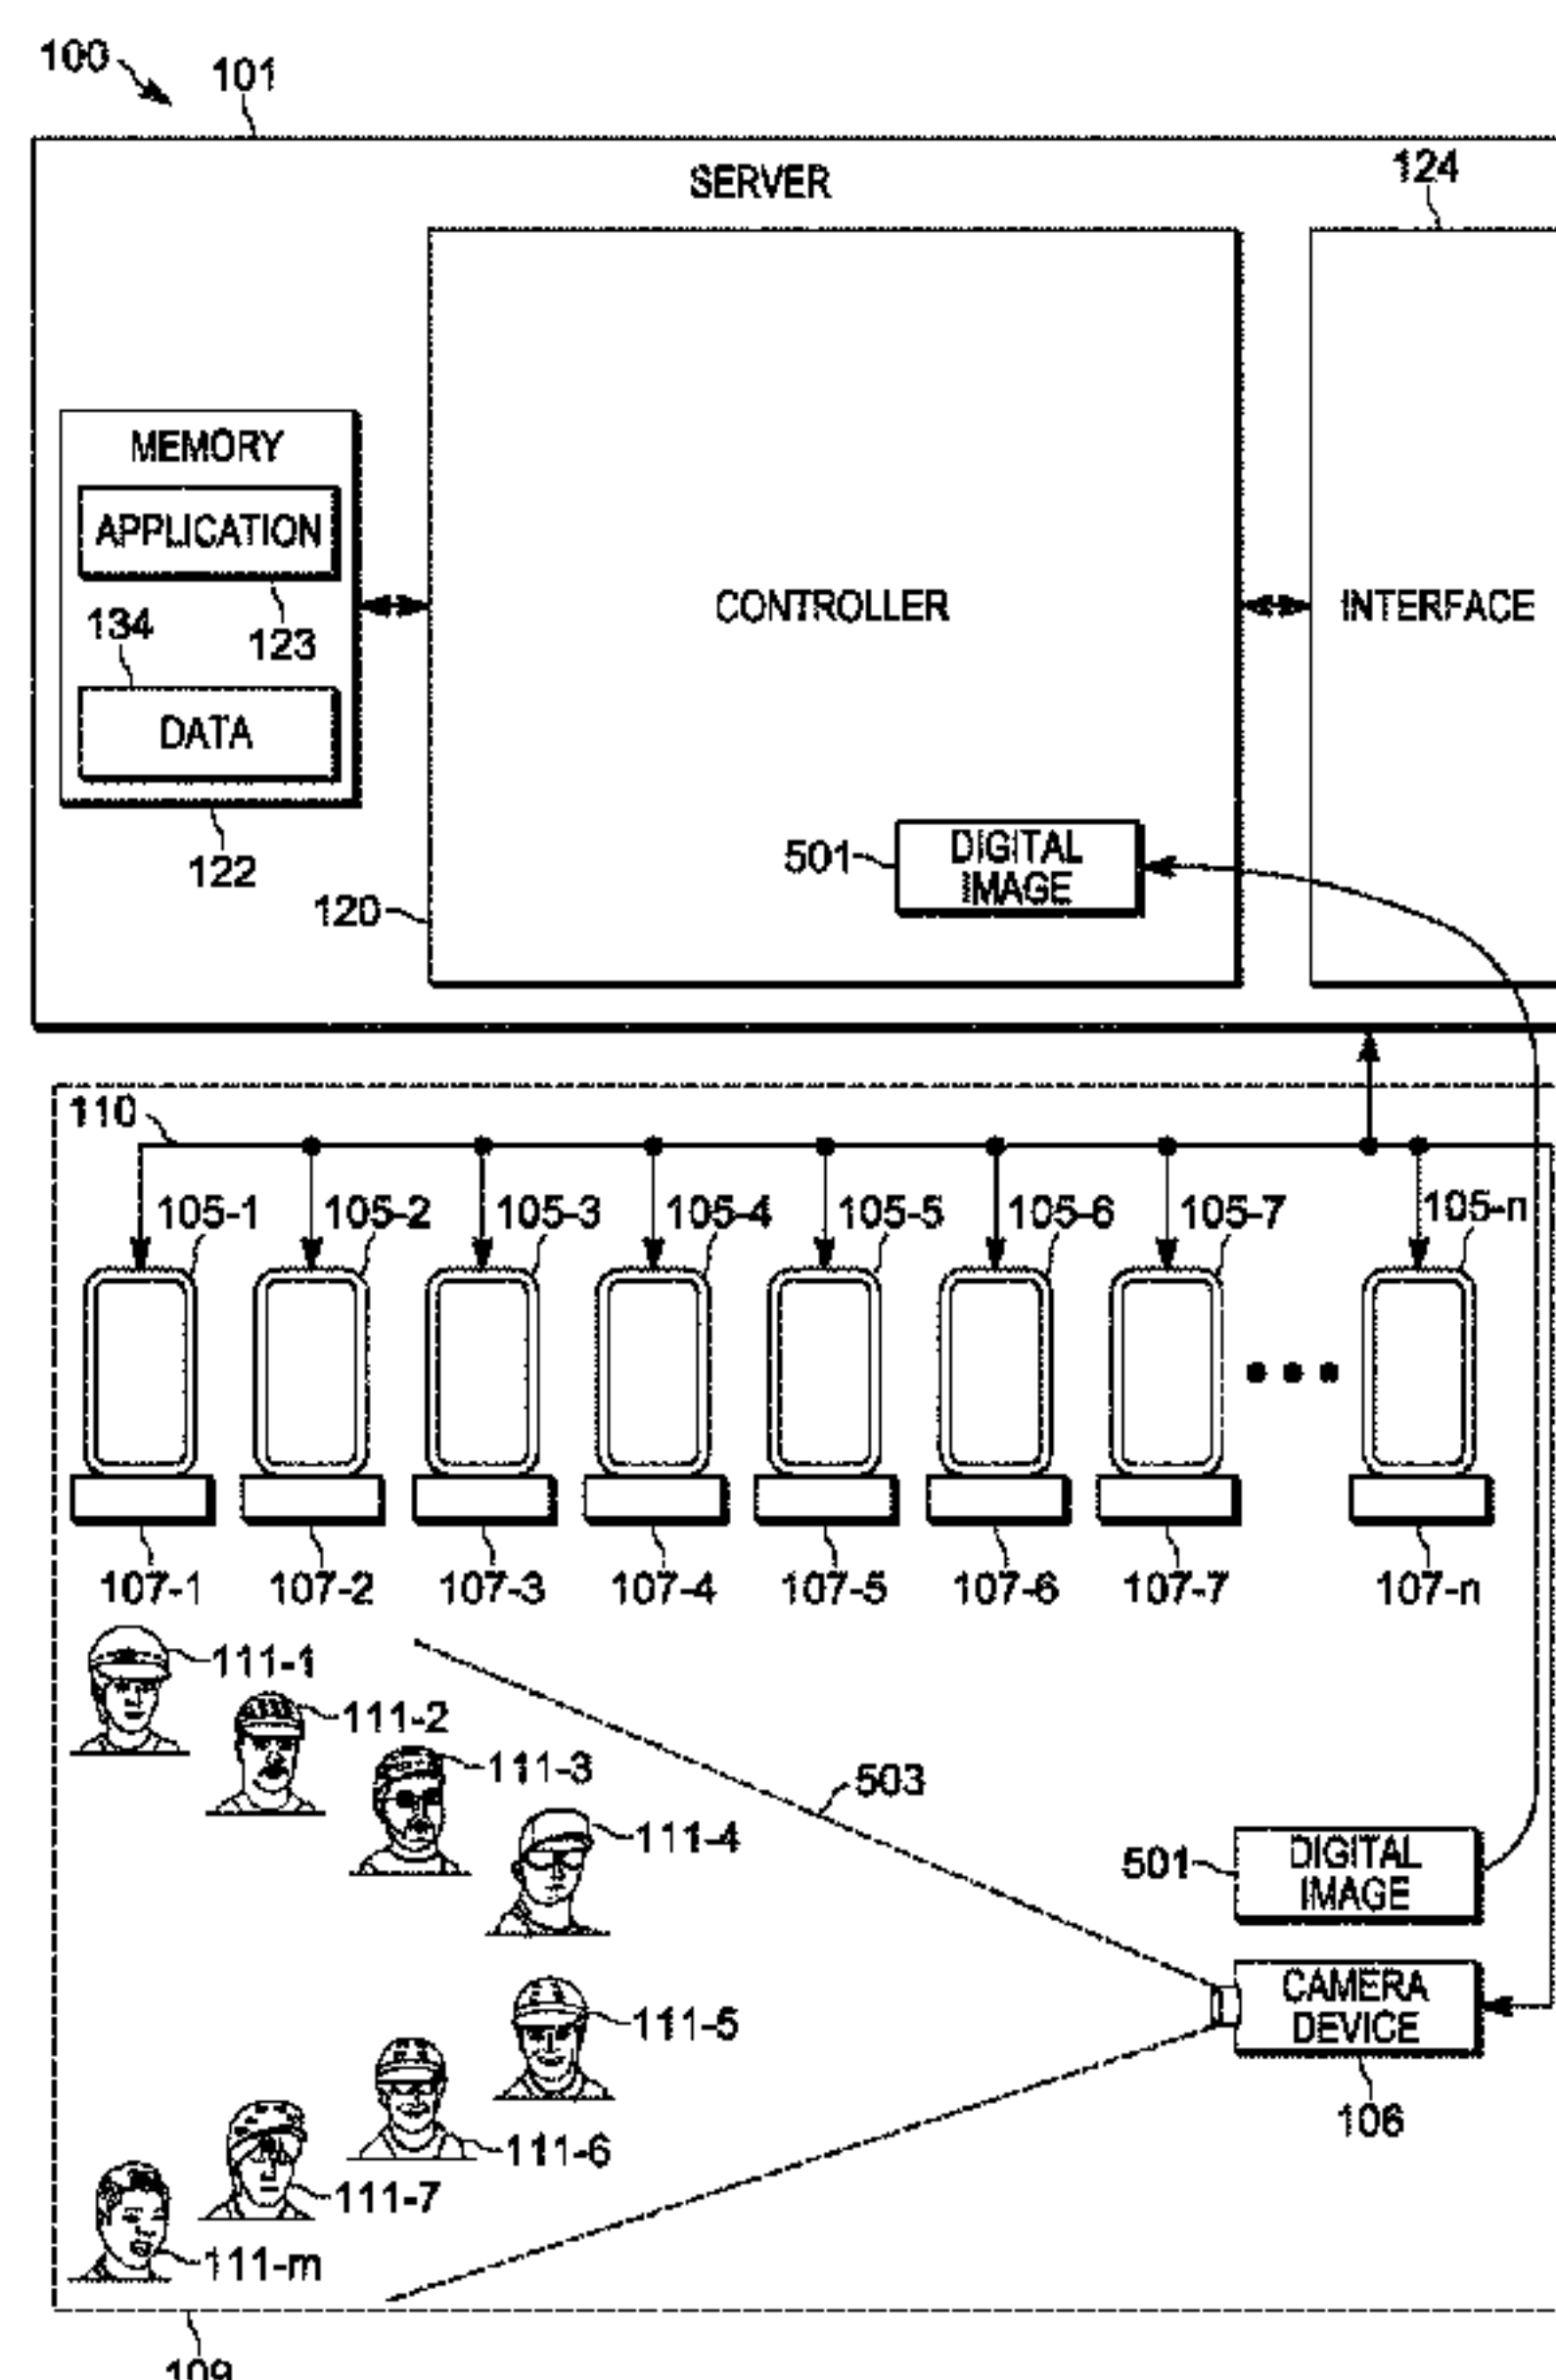 100
101
SERVER
124
MEMORY
APPLICATION
134
123
CONTROLLER
INTERFACE
DATA
122
501
DIGITAL
IMAGE
120
110
105-1 105-2 105-3 105-4 105-5 105-6 105-7 105-n
107-1 107-2 107-3 107-4 107-5 107-6 107-7 107-n
111-1
111-2
111-3
503
111-4
501
DIGITAL
IMAGE
CAMERA
DEVICE
111-5
106
111-6
111-7
111-m
109